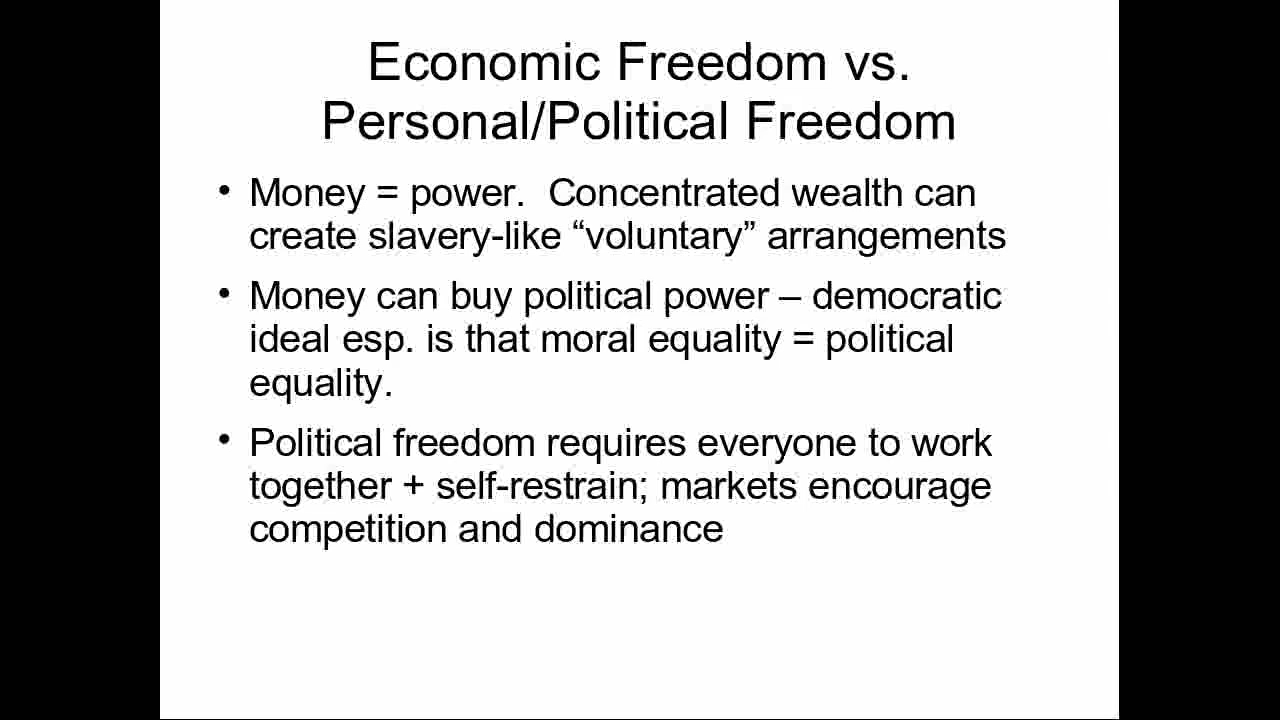 Economic Freedom vs.
Personal/Political Freedom
• Money = power.  Concentrated wealth can
create slavery-like “voluntary” arrangements
• Money can buy political power – democratic
ideal esp. is that moral equality = political
equality.
• Political freedom requires everyone to work
together + self-restrain; markets encourage
competition and dominance